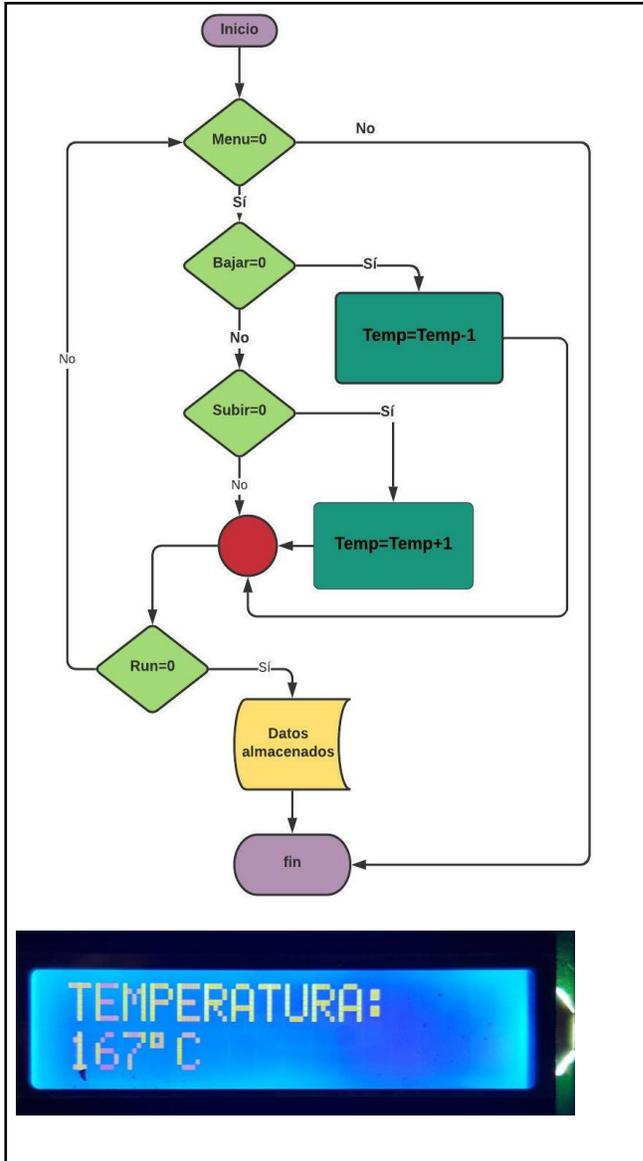 Inicio
Menu=0
No
Sí
Bajar=0
Sí
Temp=Temp-1
No
No
Subir=0
Sí
No
Temp=Temp+1
Run=0
Sí
Datos
almacenados
fin
TEMPERATURA:
167°C